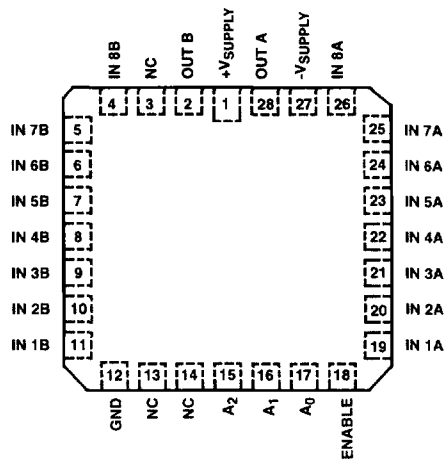 IN 8B
NC
OUT B
+VSUPPLY
OUT A
-VSUPPLY
IN 8A
4 3 2 1 28 27 26
IN 7B 5 25 IN 7A
IN 6B 6 24 IN 6A
IN 5B 7 23 IN 5A
IN 4B 8 22 IN 4A
IN 3B 9 21 IN 3A
IN 2B 10 20 IN 2A
IN 1B 11 19 IN 1A
12 13 14 15 16 17 18
GND
NC
NC
A2
A1
A0
ENABLE